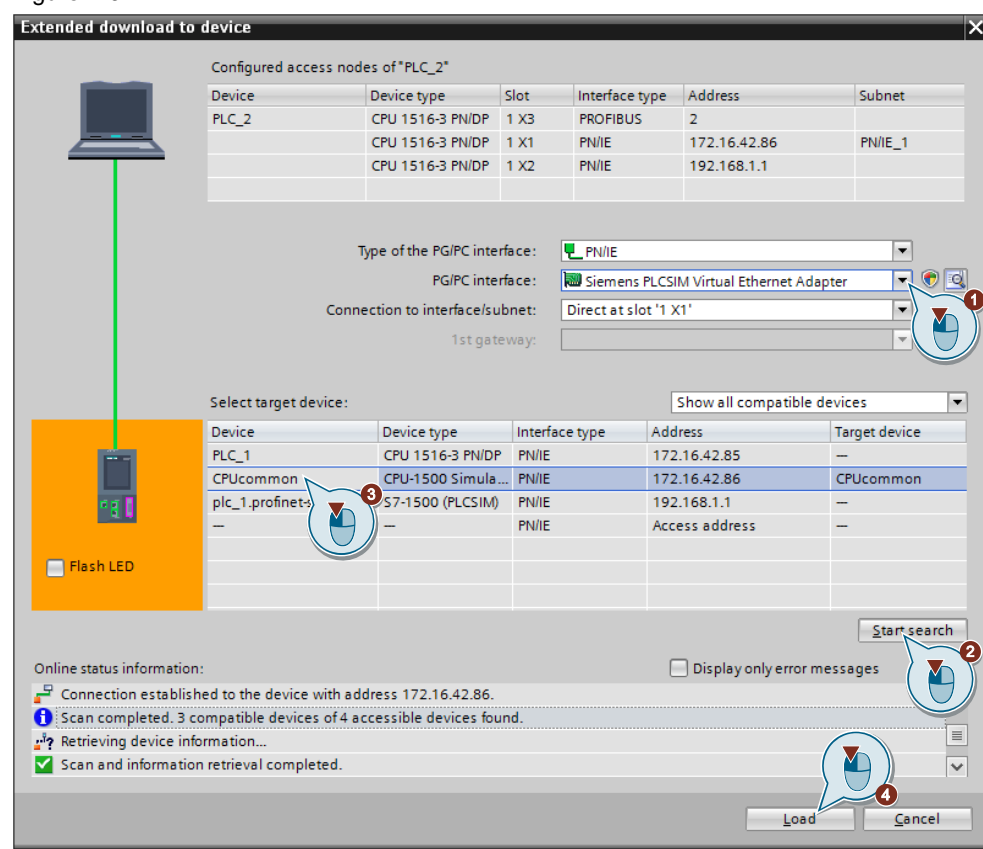 Extended download to device
Configured access nodes of "PLC_2"
Device Device type Slot Interface type Address Subnet
PLC_2 CPU 1516-3 PN/DP 1 X3 PROFIBUS 2
CPU 1516-3 PN/DP 1 X1 PN/IE 172.16.42.86 PN/IE_1
CPU 1516-3 PN/DP 1 X2 PN/IE 192.168.1.1
Type of the PG/PC interface: PN/IE
PG/PC interface: Siemens PLCSIM Virtual Ethernet Adapter
1
Connection to interface/subnet: Direct at slot '1 X1'
1st gateway:
Select target device: Show all compatible devices
Device Device type Interface type Address Target device
PLC_1 CPU 1516-3 PN/DP PN/IE 172.16.42.85 —
CPUcommon CPU-1500 Simula... PN/IE 172.16.42.86 CPUcommon
3
plc_1.profinet S7-1500 (PLCSIM) PN/IE 192.168.1.1 —
— — PN/IE Access address —
Flash LED
Start search
2
Online status information: Display only error messages
Connection established to the device with address 172.16.42.86.
Scan completed. 3 compatible devices of 4 accessible devices found.
Retrieving device information...
Scan and information retrieval completed.
4
Load Cancel